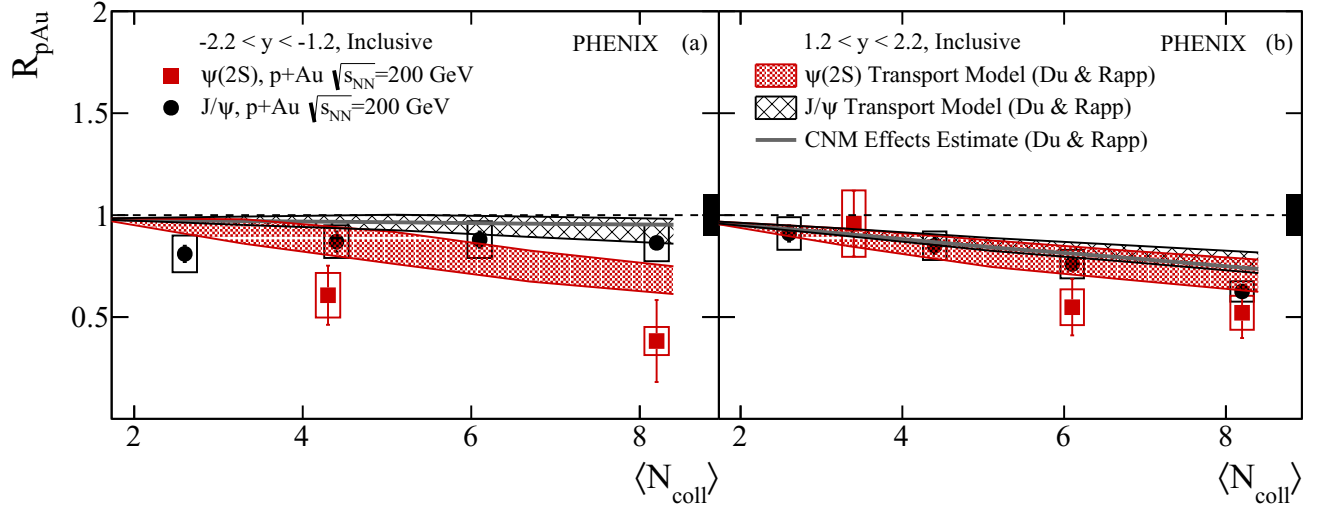 R_pAu
2
1.5
1
0.5
-2.2 < y < -1.2, Inclusive
PHENIX (a)
ψ(2S), p+Au √s_NN=200 GeV
J/ψ, p+Au √s_NN=200 GeV
2 4 6 8
⟨N_coll⟩
1.2 < y < 2.2, Inclusive
PHENIX (b)
ψ(2S) Transport Model (Du & Rapp)
J/ψ Transport Model (Du & Rapp)
CNM Effects Estimate (Du & Rapp)
2 4 6 8
⟨N_coll⟩